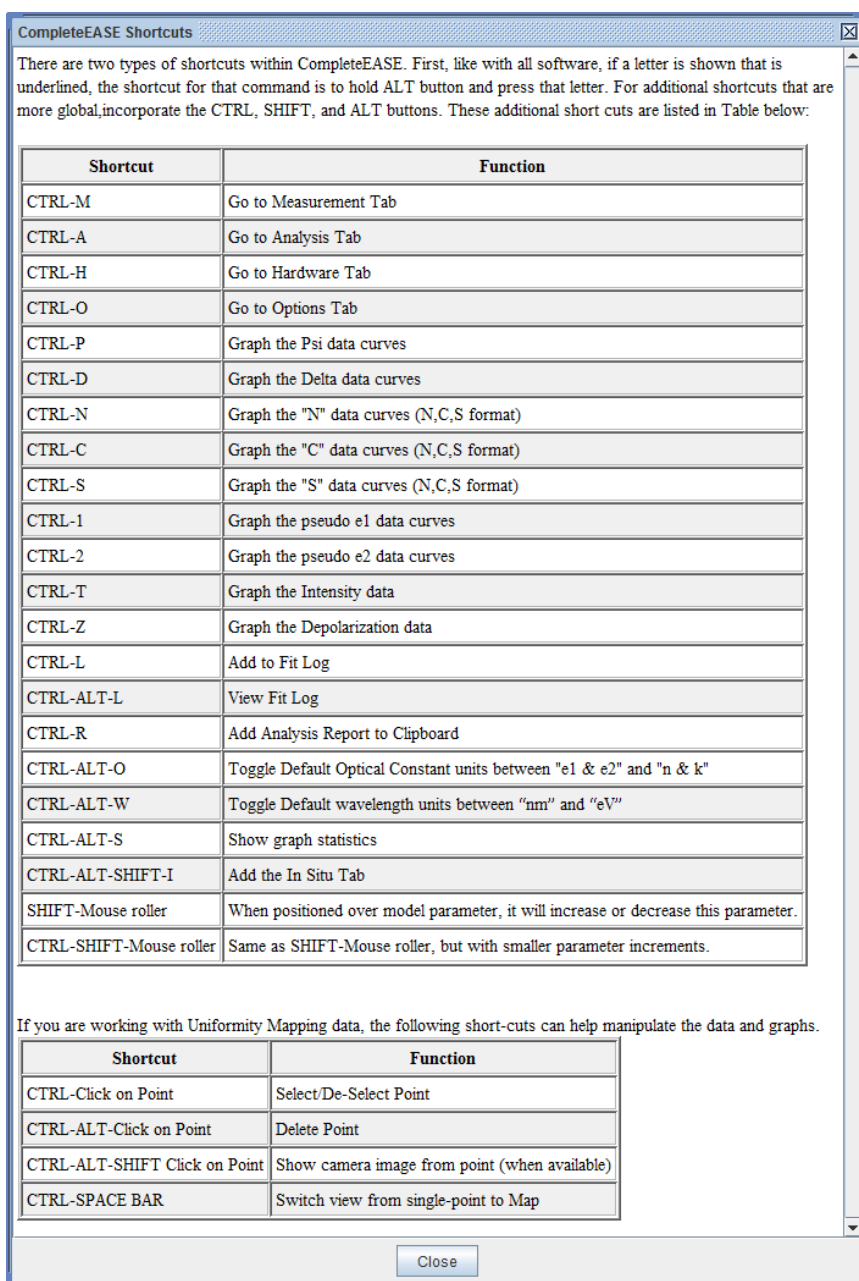 CompleteEASE Shortcuts
There are two types of shortcuts within CompleteEASE. First, like with all software, if a letter is shown that is
underlined, the shortcut for that command is to hold ALT button and press that letter. For additional shortcuts that are
more global,incorporate the CTRL, SHIFT, and ALT buttons. These additional short cuts are listed in Table below:
Shortcut Function
CTRL-M Go to Measurement Tab
CTRL-A Go to Analysis Tab
CTRL-H Go to Hardware Tab
CTRL-O Go to Options Tab
CTRL-P Graph the Psi data curves
CTRL-D Graph the Delta data curves
CTRL-N Graph the "N" data curves (N,C,S format)
CTRL-C Graph the "C" data curves (N,C,S format)
CTRL-S Graph the "S" data curves (N,C,S format)
CTRL-1 Graph the pseudo e1 data curves
CTRL-2 Graph the pseudo e2 data curves
CTRL-T Graph the Intensity data
CTRL-Z Graph the Depolarization data
CTRL-L Add to Fit Log
CTRL-ALT-L View Fit Log
CTRL-R Add Analysis Report to Clipboard
CTRL-ALT-O Toggle Default Optical Constant units between "e1 & e2" and "n & k"
CTRL-ALT-W Toggle Default wavelength units between “nm” and “eV”
CTRL-ALT-S Show graph statistics
CTRL-ALT-SHIFT-I Add the In Situ Tab
SHIFT-Mouse roller When positioned over model parameter, it will increase or decrease this parameter.
CTRL-SHIFT-Mouse roller Same as SHIFT-Mouse roller, but with smaller parameter increments.
If you are working with Uniformity Mapping data, the following short-cuts can help manipulate the data and graphs.
Shortcut Function
CTRL-Click on Point Select/De-Select Point
CTRL-ALT-Click on Point Delete Point
CTRL-ALT-SHIFT Click on Point Show camera image from point (when available)
CTRL-SPACE BAR Switch view from single-point to Map
Close